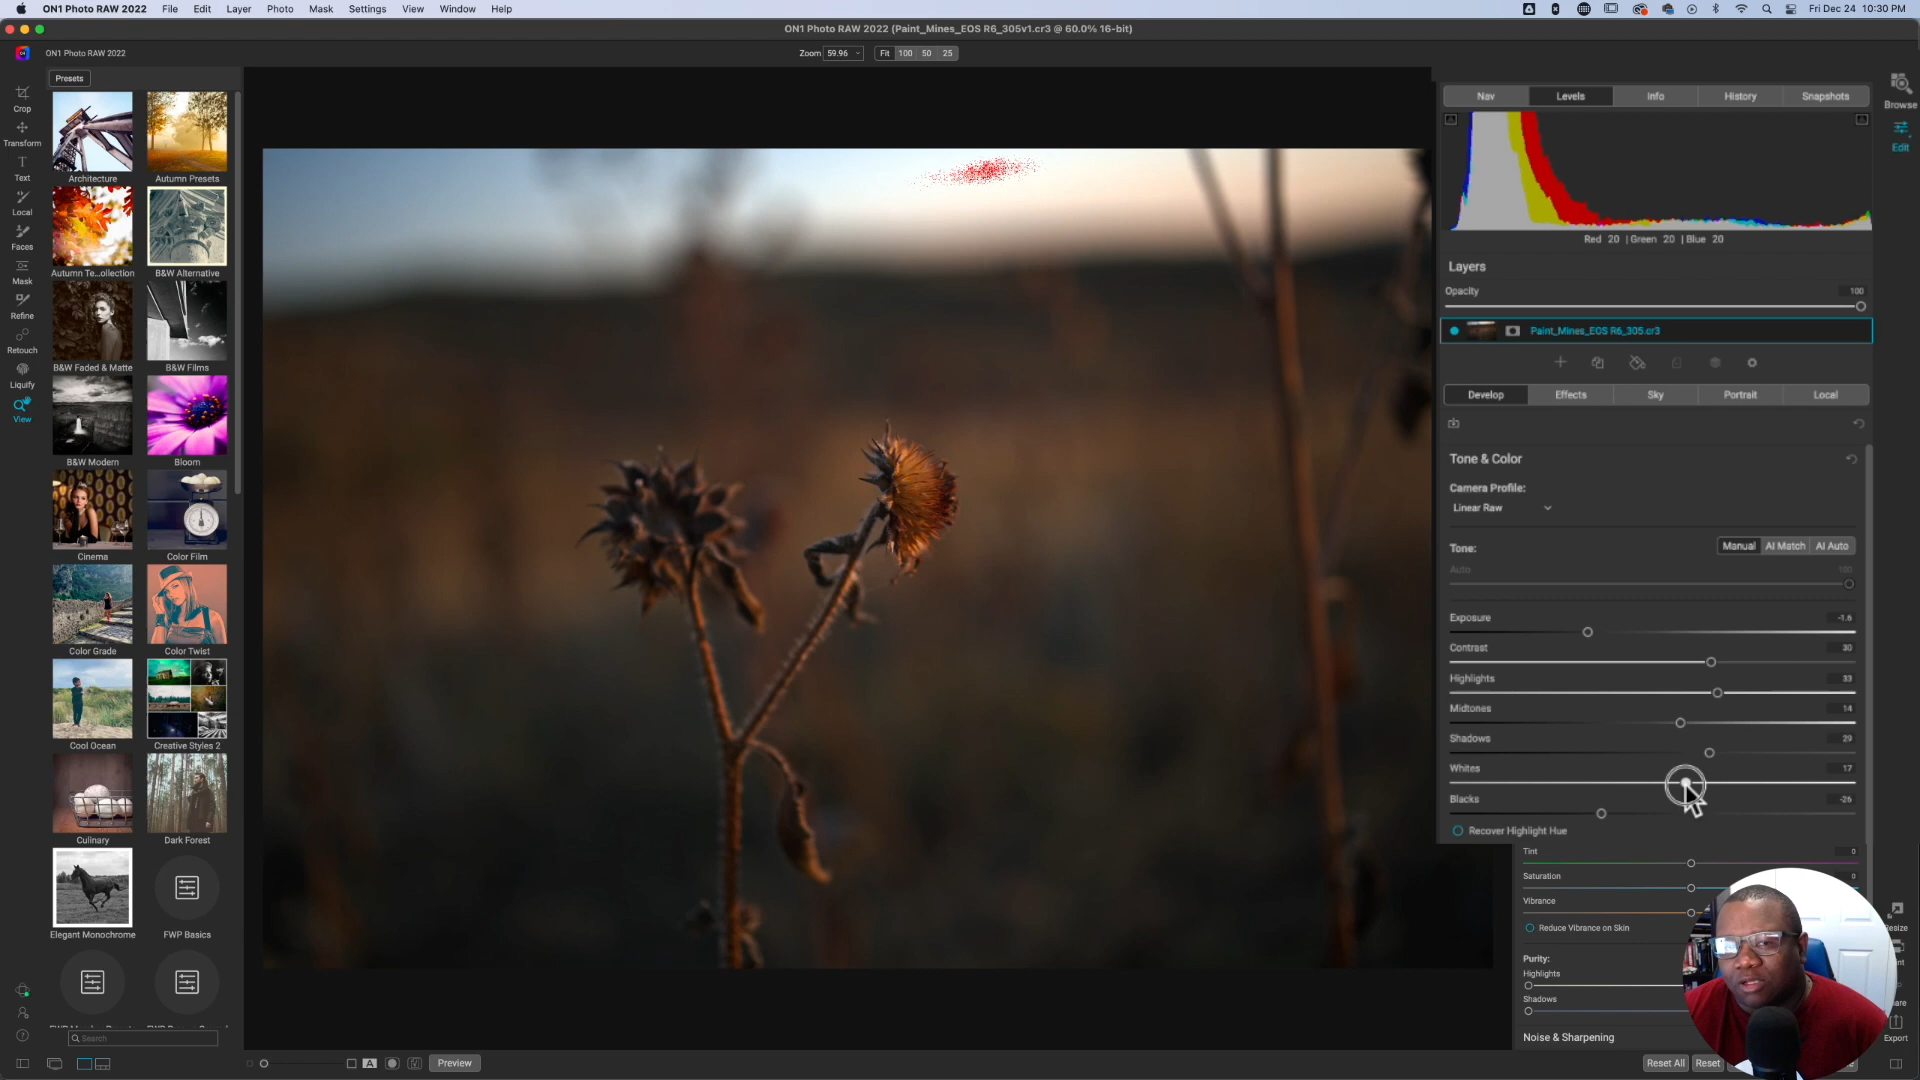 ON1 Photo RAW 2022 File Edit Layer Photo Mask Settings View Window Help Fri Dec 24 10:30 PM
ON1 Photo RAW 2022 (Paint_Mines_EOS R6_305v1.cr3 @ 60.0% 16-bit)
ON1 Photo RAW 2022
Zoom 59.96 Fit 100 50 25
Presets
Crop
Transform
Text
Local
Faces
Mask
Refine
Retouch
Liquify
View
Architecture Autumn Presets
Autumn Te...ollection B&W Alternative
B&W Faded & Matte B&W Films
B&W Modern Bloom
Cinema Color Film
Color Grade Color Twist
Cool Ocean Creative Styles 2
Culinary Dark Forest
Elegant Monochrome FWP Basics
Search
Preview
Nav Levels Info History Snapshots
Browse
Edit
Red 20 | Green 20 | Blue 20
Layers
Opacity 100
Paint_Mines_EOS R6_305.cr3
Develop Effects Sky Portrait Local
Tone & Color
Camera Profile:
Linear Raw
Tone: Manual AI Match AI Auto
Auto 100
Exposure -1.6
Contrast 30
Highlights 33
Midtones 14
Shadows 29
Whites 17
Blacks -26
Recover Highlight Hue
Tint 0
Saturation 0
Vibrance
Reduce Vibrance on Skin
Purity:
Highlights
Shadows
Noise & Sharpening
Reset All Reset
Export